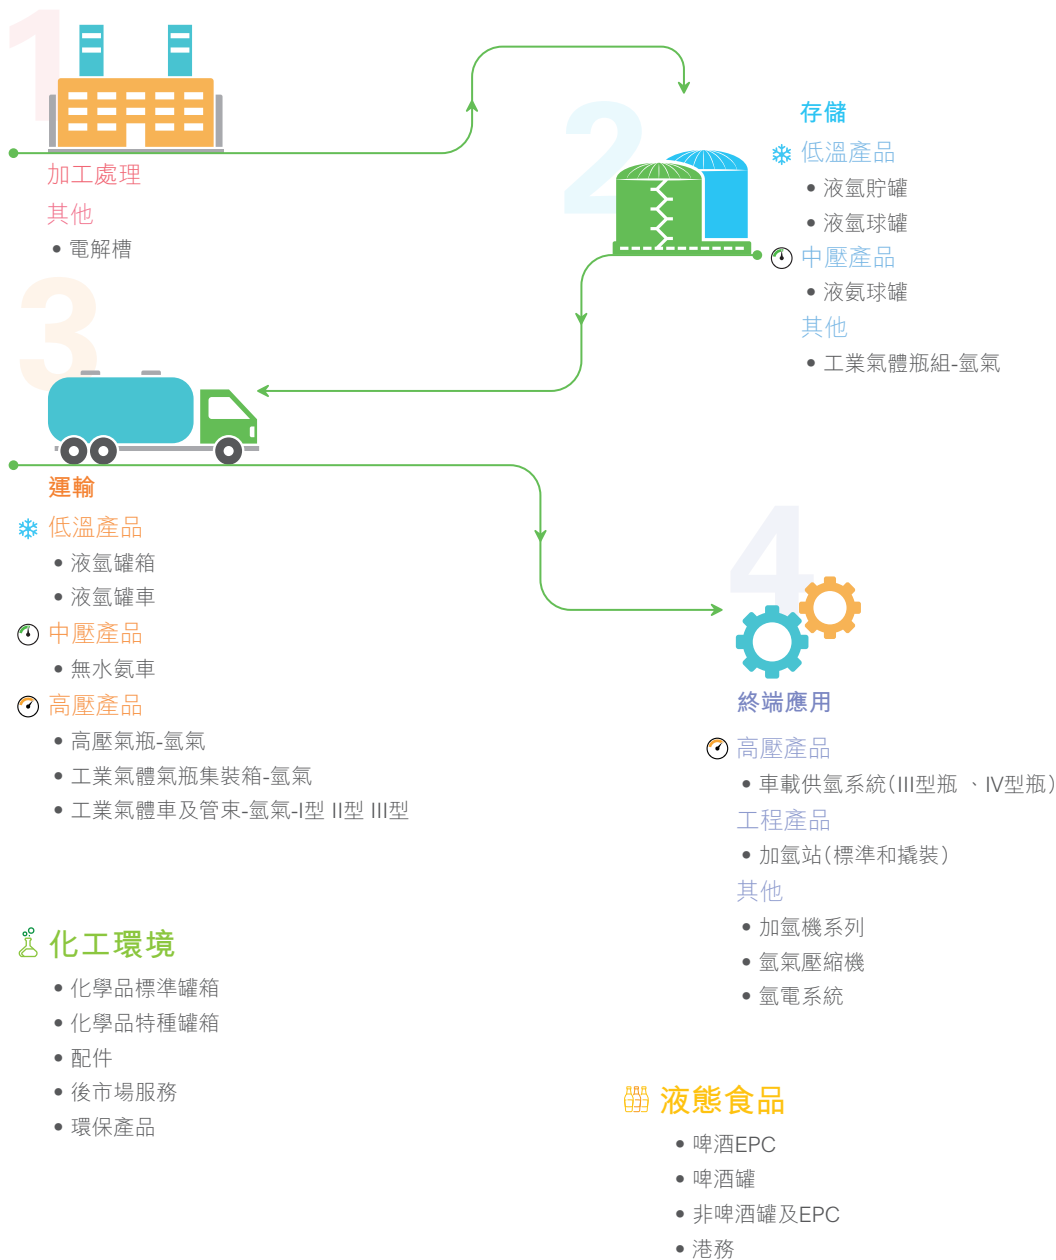 1
加工處理
其他
• 電解槽
2
存儲
低溫產品
• 液氫貯罐
• 液氫球罐
中壓產品
• 液氨球罐
其他
• 工業氣體瓶組-氫氣
3
運輸
低溫產品
• 液氫罐箱
• 液氫罐車
中壓產品
• 無水氨車
高壓產品
• 高壓氣瓶-氫氣
• 工業氣體氣瓶集裝箱-氫氣
• 工業氣體車及管束-氫氣-I型 II型 III型
4
終端應用
高壓產品
• 車載供氫系統(III型瓶 、IV型瓶)
工程產品
• 加氫站(標準和撬裝)
其他
• 加氫機系列
• 氫氣壓縮機
• 氫電系統
化工環境
• 化學品標準罐箱
• 化學品特種罐箱
• 配件
• 後市場服務
• 環保產品
液態食品
• 啤酒EPC
• 啤酒罐
• 非啤酒罐及EPC
• 港務